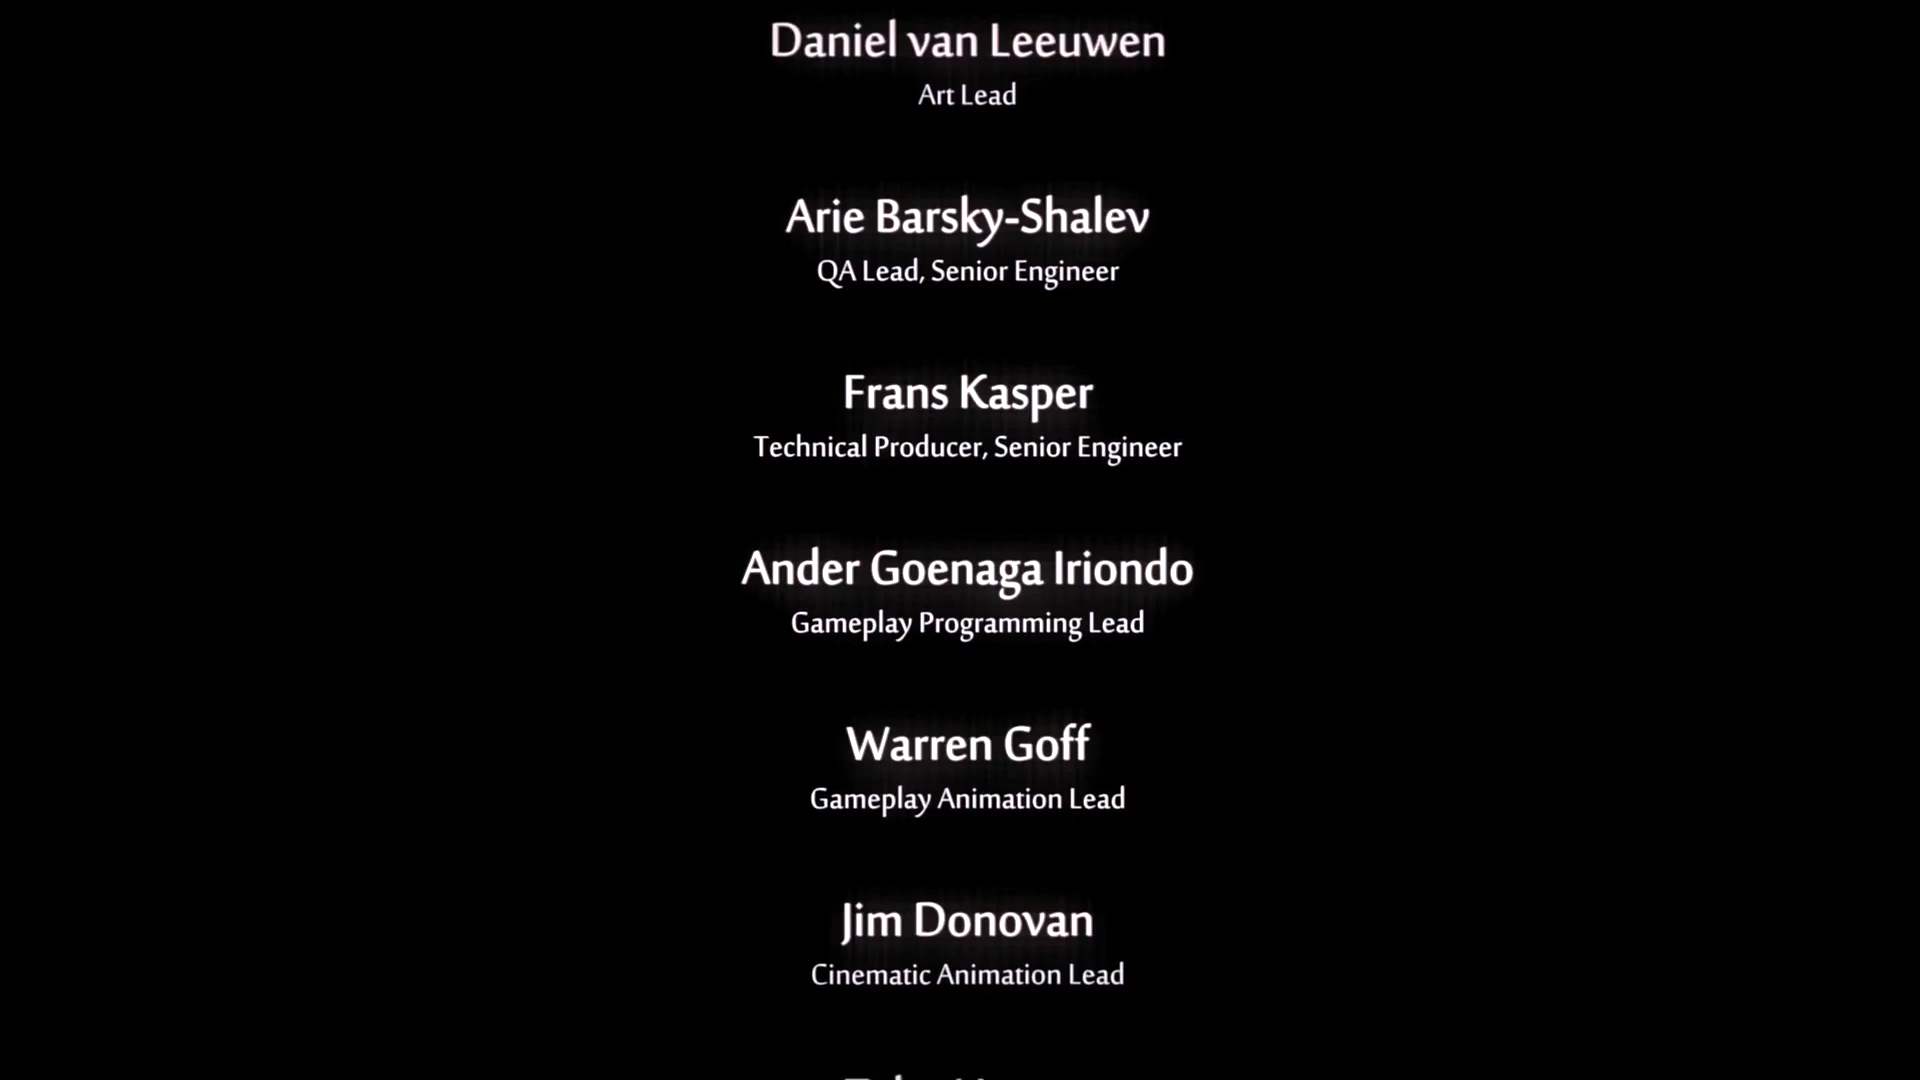 Daniel van Leeuwen
Art Lead
Arie Barsky-Shalev
QA Lead, Senior Engineer
Frans Kasper
Technical Producer, Senior Engineer
Ander Goenaga Iriondo
Gameplay Programming Lead
Warren Goff
Gameplay Animation Lead
Jim Donovan
Cinematic Animation Lead